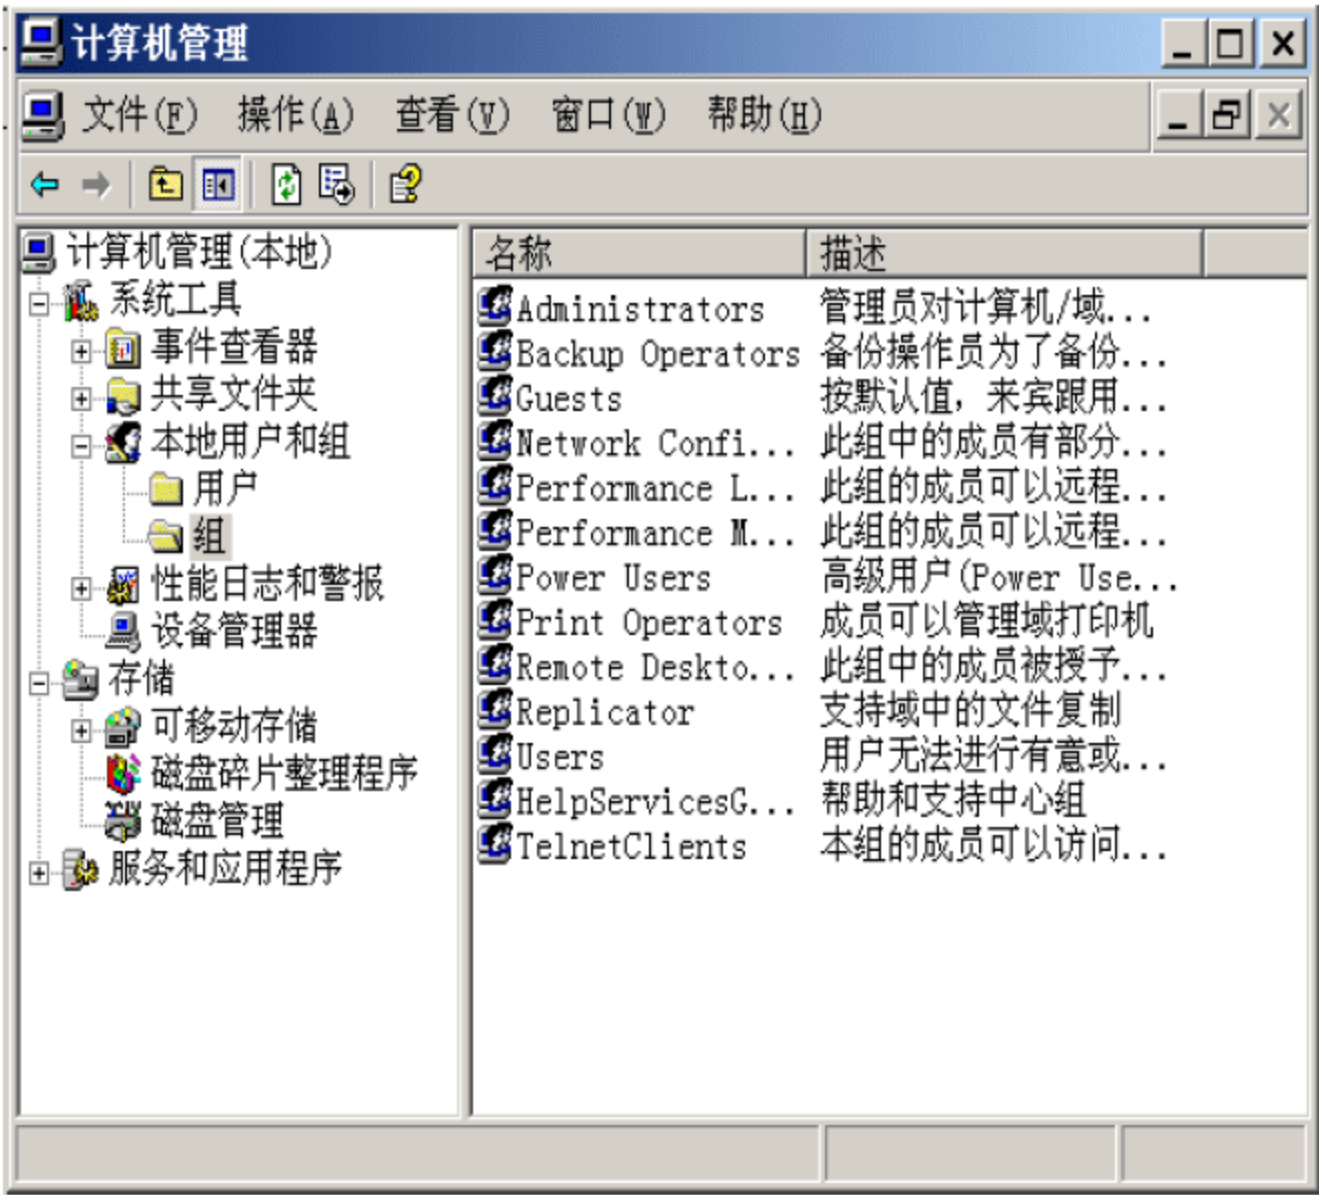 计算机管理
文件(F) 操作(A) 查看(V) 窗口(W) 帮助(H)
计算机管理(本地)
系统工具
事件查看器
共享文件夹
本地用户和组
用户
组
性能日志和警报
设备管理器
存储
可移动存储
磁盘碎片整理程序
磁盘管理
服务和应用程序
名称 描述
Administrators 管理员对计算机/域...
Backup Operators 备份操作员为了备份...
Guests 按默认值，来宾跟用...
Network Confi... 此组中的成员有部分...
Performance L... 此组的成员可以远程...
Performance M... 此组的成员可以远程...
Power Users 高级用户(Power Use...
Print Operators 成员可以管理域打印机
Remote Deskto... 此组中的成员被授予...
Replicator 支持域中的文件复制
Users 用户无法进行有意或...
HelpServicesG... 帮助和支持中心组
TelnetClients 本组的成员可以访问...